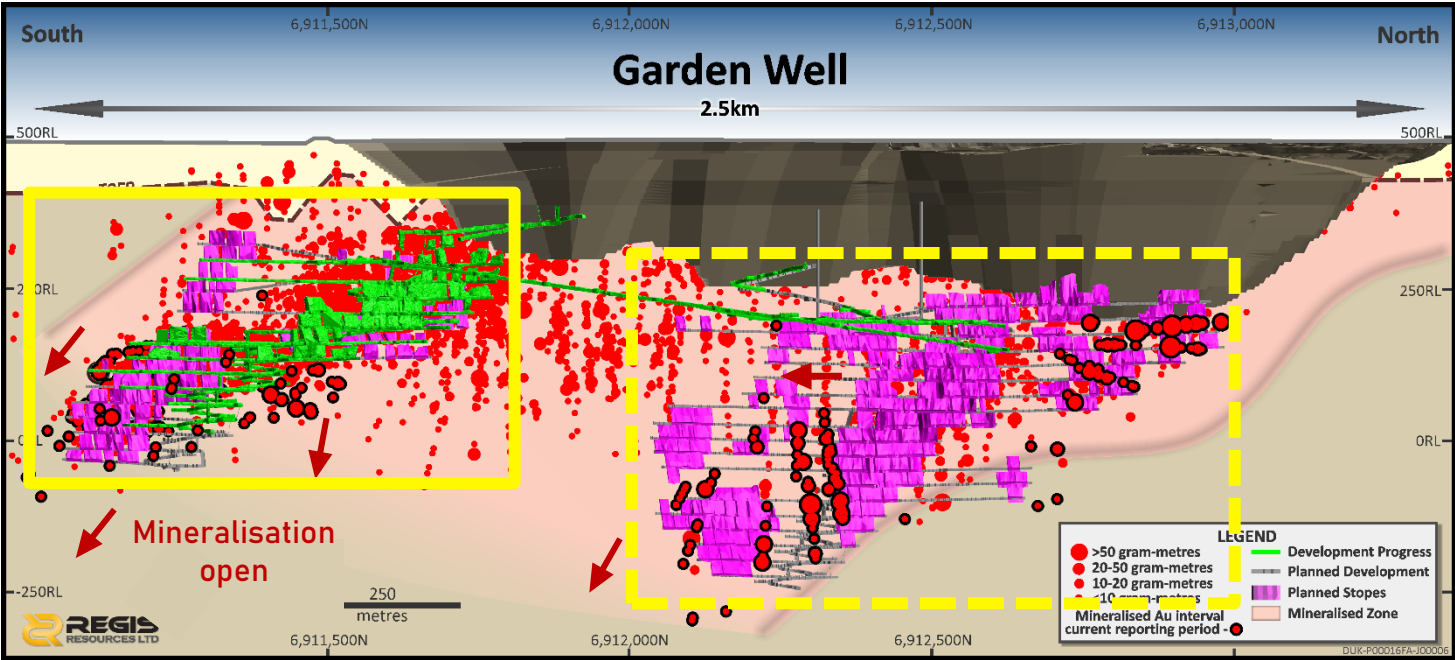 6,911,500N 6,912,000N 6,912,500N 6,913,000N
South North
Garden Well
2.5km
500RL 500RL
250RL
0RL 0RL
-250RL
Mineralisation
open
250
metres
REGIS
RESOURCES LTD
6,911,500N 6,912,000N 6,912,500N
LEGEND
>50 gram-metres
20-50 gram-metres
10-20 gram-metres
<10 gram-metres
Mineralised Au interval
current reporting period -
Development Progress
Planned Development
Planned Stopes
Mineralised Zone
DUK-P00016FA-J00006